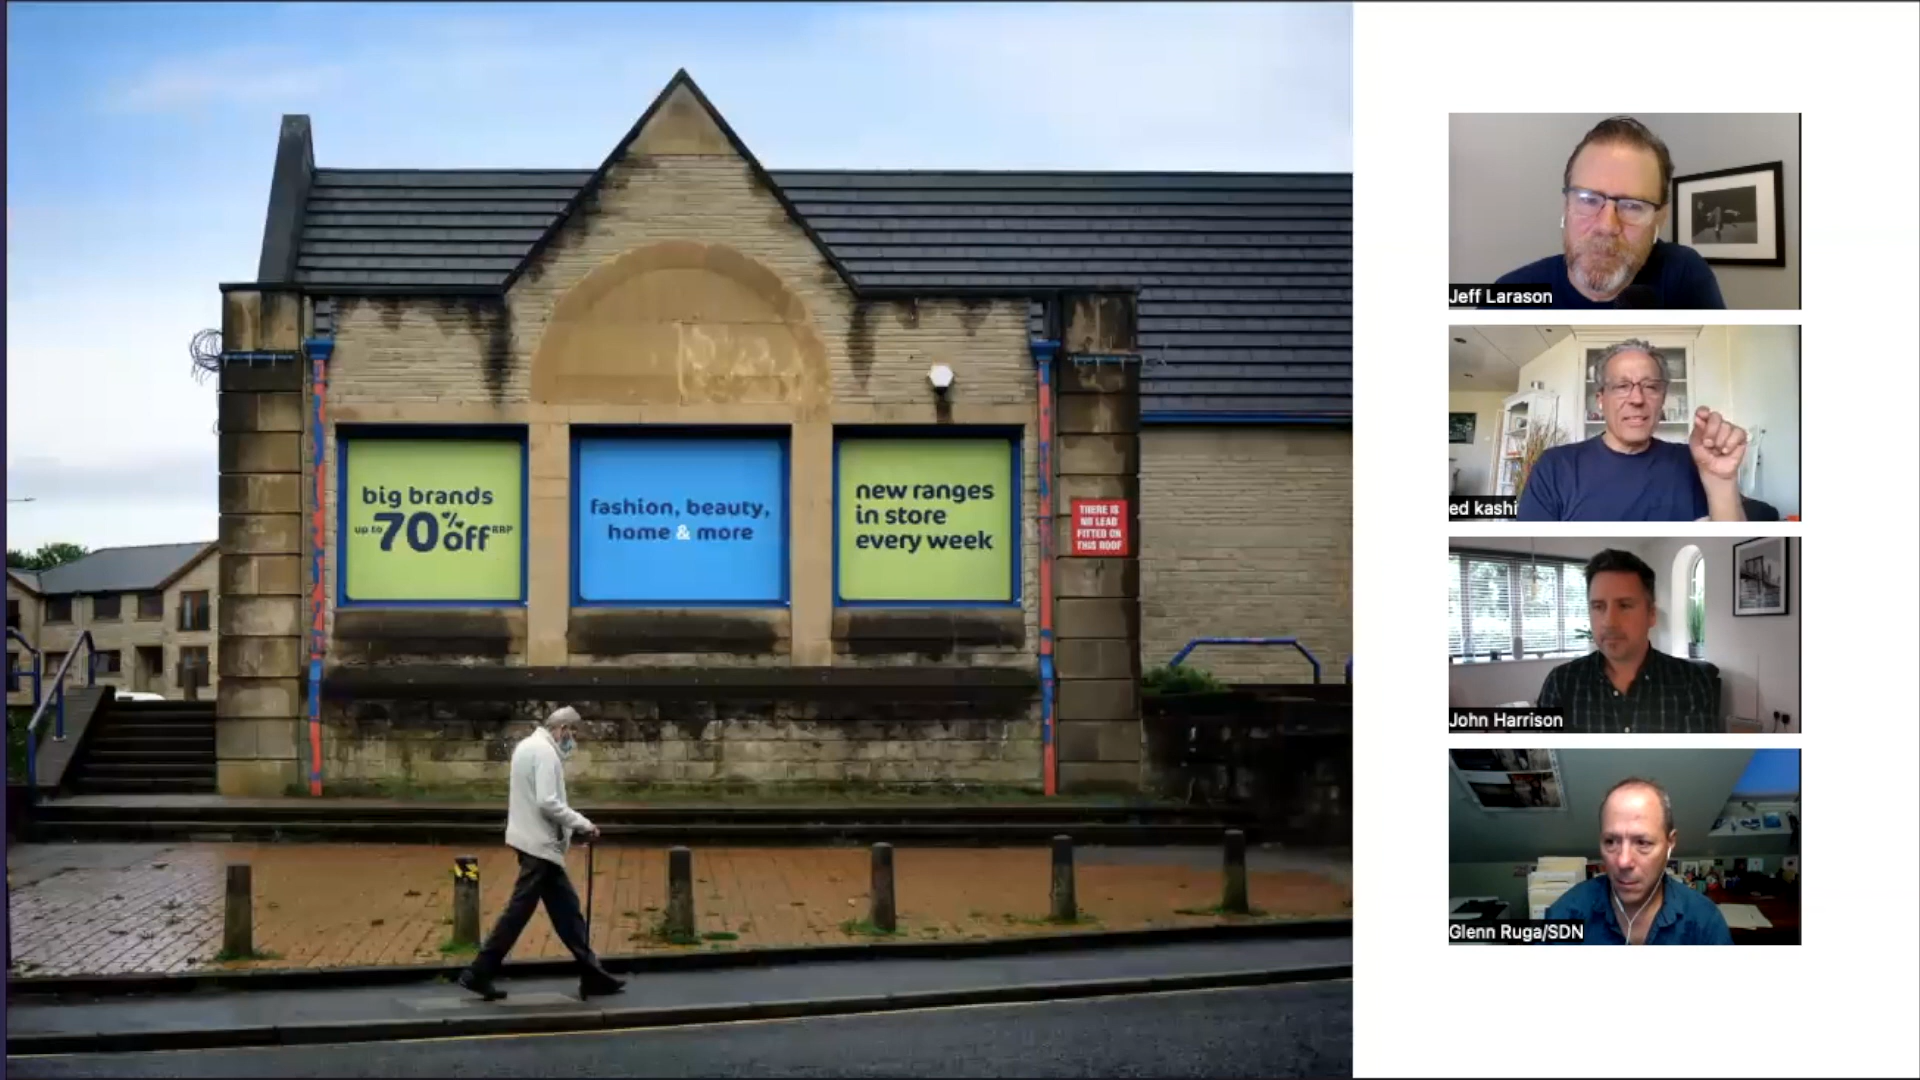 big brands
up to 70% off RRP
fashion, beauty,
home & more
new ranges
in store
every week
THERE IS
NO LEAD
FITTED ON
THIS ROOF
Jeff Larason
ed kashi
John Harrison
Glenn Ruga/SDN